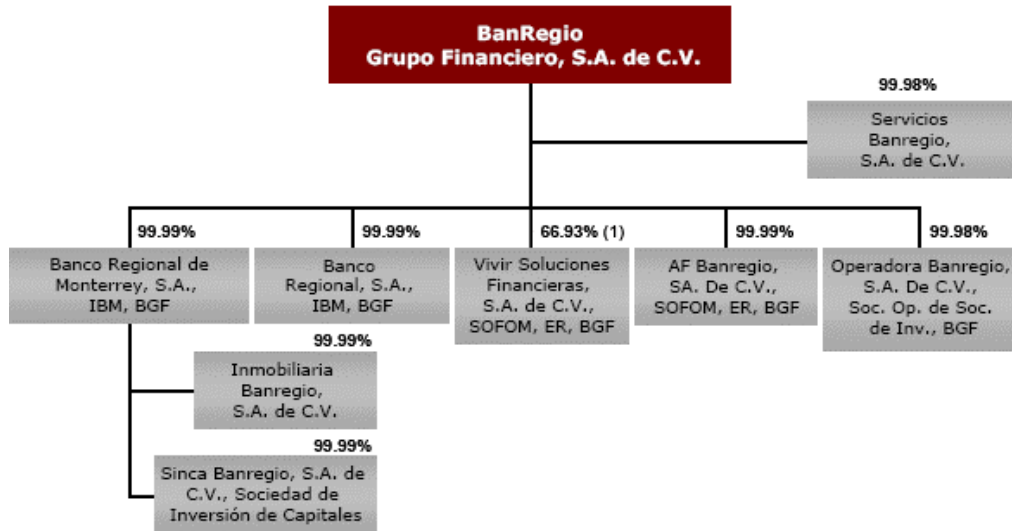 BanRegio
Grupo Financiero, S.A. de C.V.
99.98%
Servicios
Banregio,
S.A. de C.V.
99.99%
Banco Regional de
Monterrey, S.A.,
IBM, BGF
99.99%
Banco
Regional, S.A.,
IBM, BGF
66.93% (1)
Vivir Soluciones
Financieras,
S.A. de C.V.,
SOFOM, ER, BGF
99.99%
AF Banregio,
SA. De C.V.,
SOFOM, ER, BGF
99.98%
Operadora Banregio,
S.A. De C.V.,
Soc. Op. de Soc.
de Inv., BGF
99.99%
Inmobiliaria
Banregio,
S.A. de C.V.
99.99%
Sinca Banregio, S.A. de
C.V., Sociedad de
Inversión de Capitales